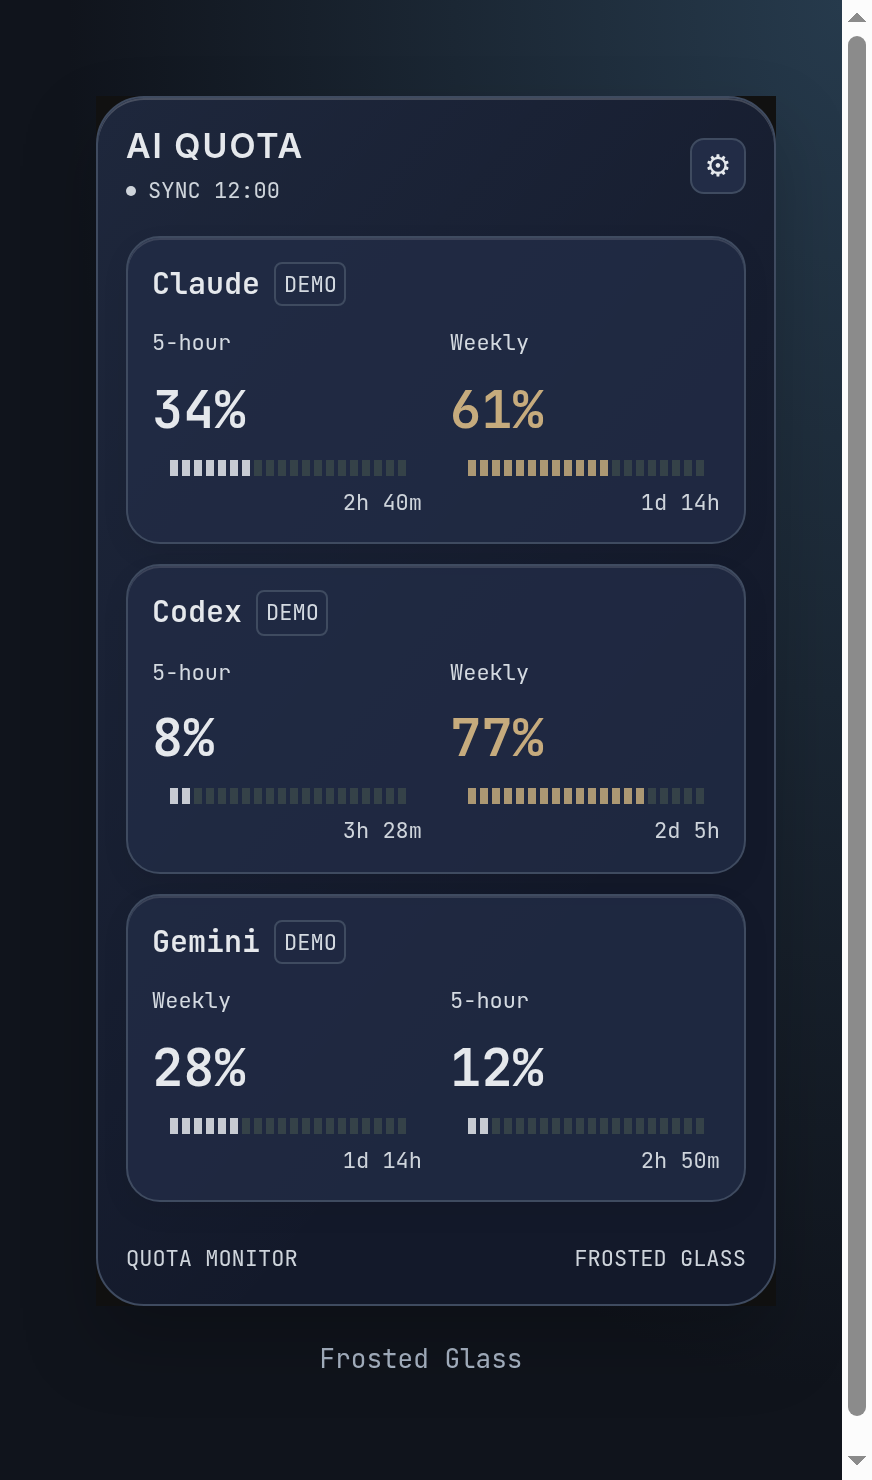 AI QUOTA
SYNC 12:00
Claude DEMO
5-hour Weekly
34% 61%
2h 40m 1d 14h
Codex DEMO
5-hour Weekly
8% 77%
3h 28m 2d 5h
Gemini DEMO
Weekly 5-hour
28% 12%
1d 14h 2h 50m
QUOTA MONITOR FROSTED GLASS
Frosted Glass